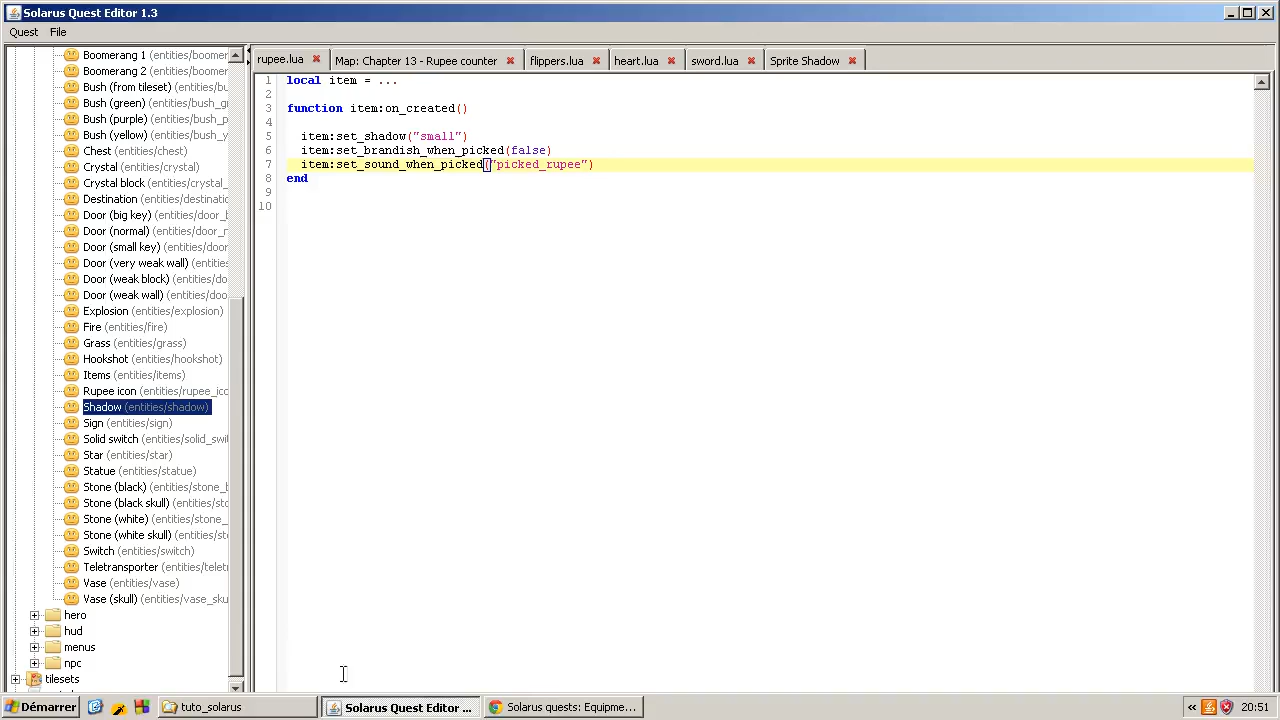 Solarus Quest Editor 1.3
Quest File
rupee.lua
Map: Chapter 13 - Rupee counter
flippers.lua
heart.lua
sword.lua
Sprite Shadow
Boomerang 1 (entities/boomer
Boomerang 2 (entities/boomer
Bush (from tileset) (entities/bu
Bush (green) (entities/bush_gr
Bush (purple) (entities/bush_p
Bush (yellow) (entities/bush_y
Chest (entities/chest)
Crystal (entities/crystal)
Crystal block (entities/crystal_
Destination (entities/destinatio
Door (big key) (entities/door_b
Door (normal) (entities/door_n
Door (small key) (entities/door
Door (very weak wall) (entities/
Door (weak block) (entities/do
Door (weak wall) (entities/doo
Explosion (entities/explosion)
Fire (entities/fire)
Grass (entities/grass)
Hookshot (entities/hookshot)
Items (entities/items)
Rupee icon (entities/rupee_ico
Shadow (entities/shadow)
Sign (entities/sign)
Solid switch (entities/solid_swit
Star (entities/star)
Statue (entities/statue)
Stone (black) (entities/stone_b
Stone (black skull) (entities/sto
Stone (white) (entities/stone_
Stone (white skull) (entities/sto
Switch (entities/switch)
Teletransporter (entities/teletr
Vase (entities/vase)
Vase (skull) (entities/vase_sku
hero
hud
menus
npc
tilesets
1 local item = ...
2
3 function item:on_created()
4
5 item:set_shadow("small")
6 item:set_brandish_when_picked(false)
7 item:set_sound_when_picked("picked_rupee")
8 end
9
10
Démarrer
tuto_solarus
Solarus Quest Editor ...
Solarus quests: Equipme...
« 20:51